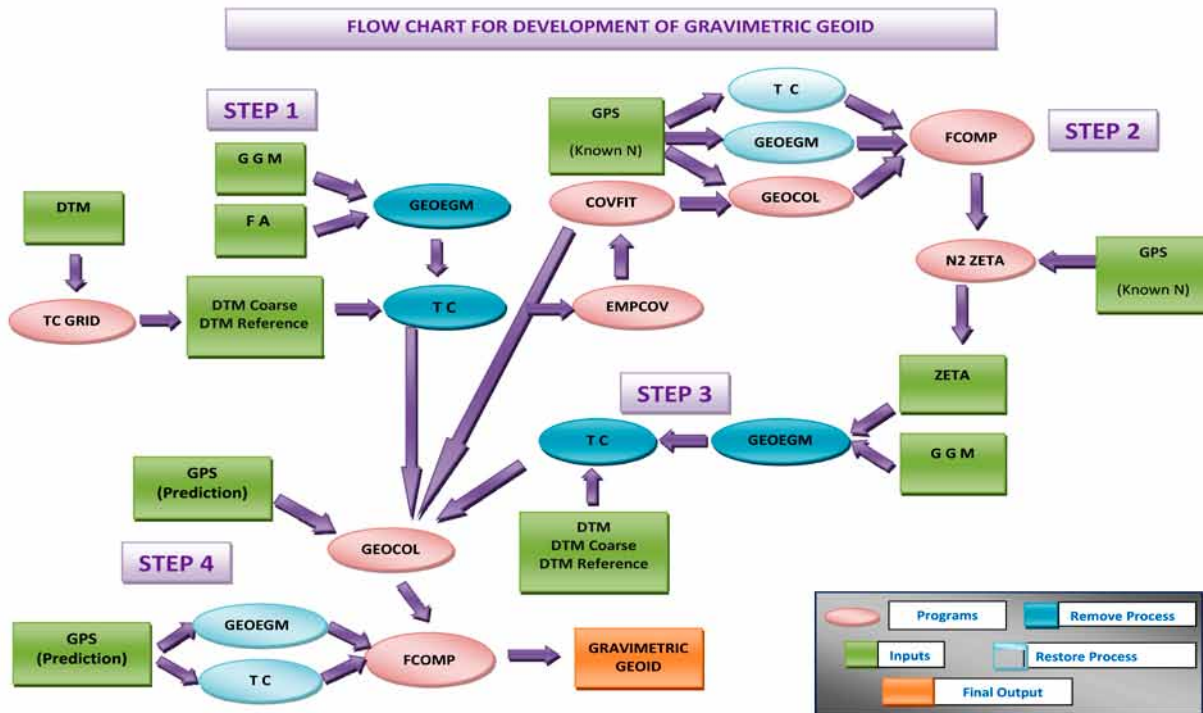 FLOW CHART FOR DEVELOPMENT OF GRAVIMETRIC GEOID
STEP 1
G G M
F A
GEOEGM
DTM
TC GRID
DTM Coarse
DTM Reference
T C
GPS
(Known N)
T C
GEOEGM
GEOCOL
COVFIT
EMPCOV
FCOMP
STEP 2
N2 ZETA
GPS
(Known N)
ZETA
G G M
STEP 3
GEOEGM
T C
DTM
DTM Coarse
DTM Reference
GPS
(Prediction)
GEOCOL
STEP 4
GPS
(Prediction)
GEOEGM
T C
FCOMP
GRAVIMETRIC
GEOID
Programs
Remove Process
Inputs
Restore Process
Final Output